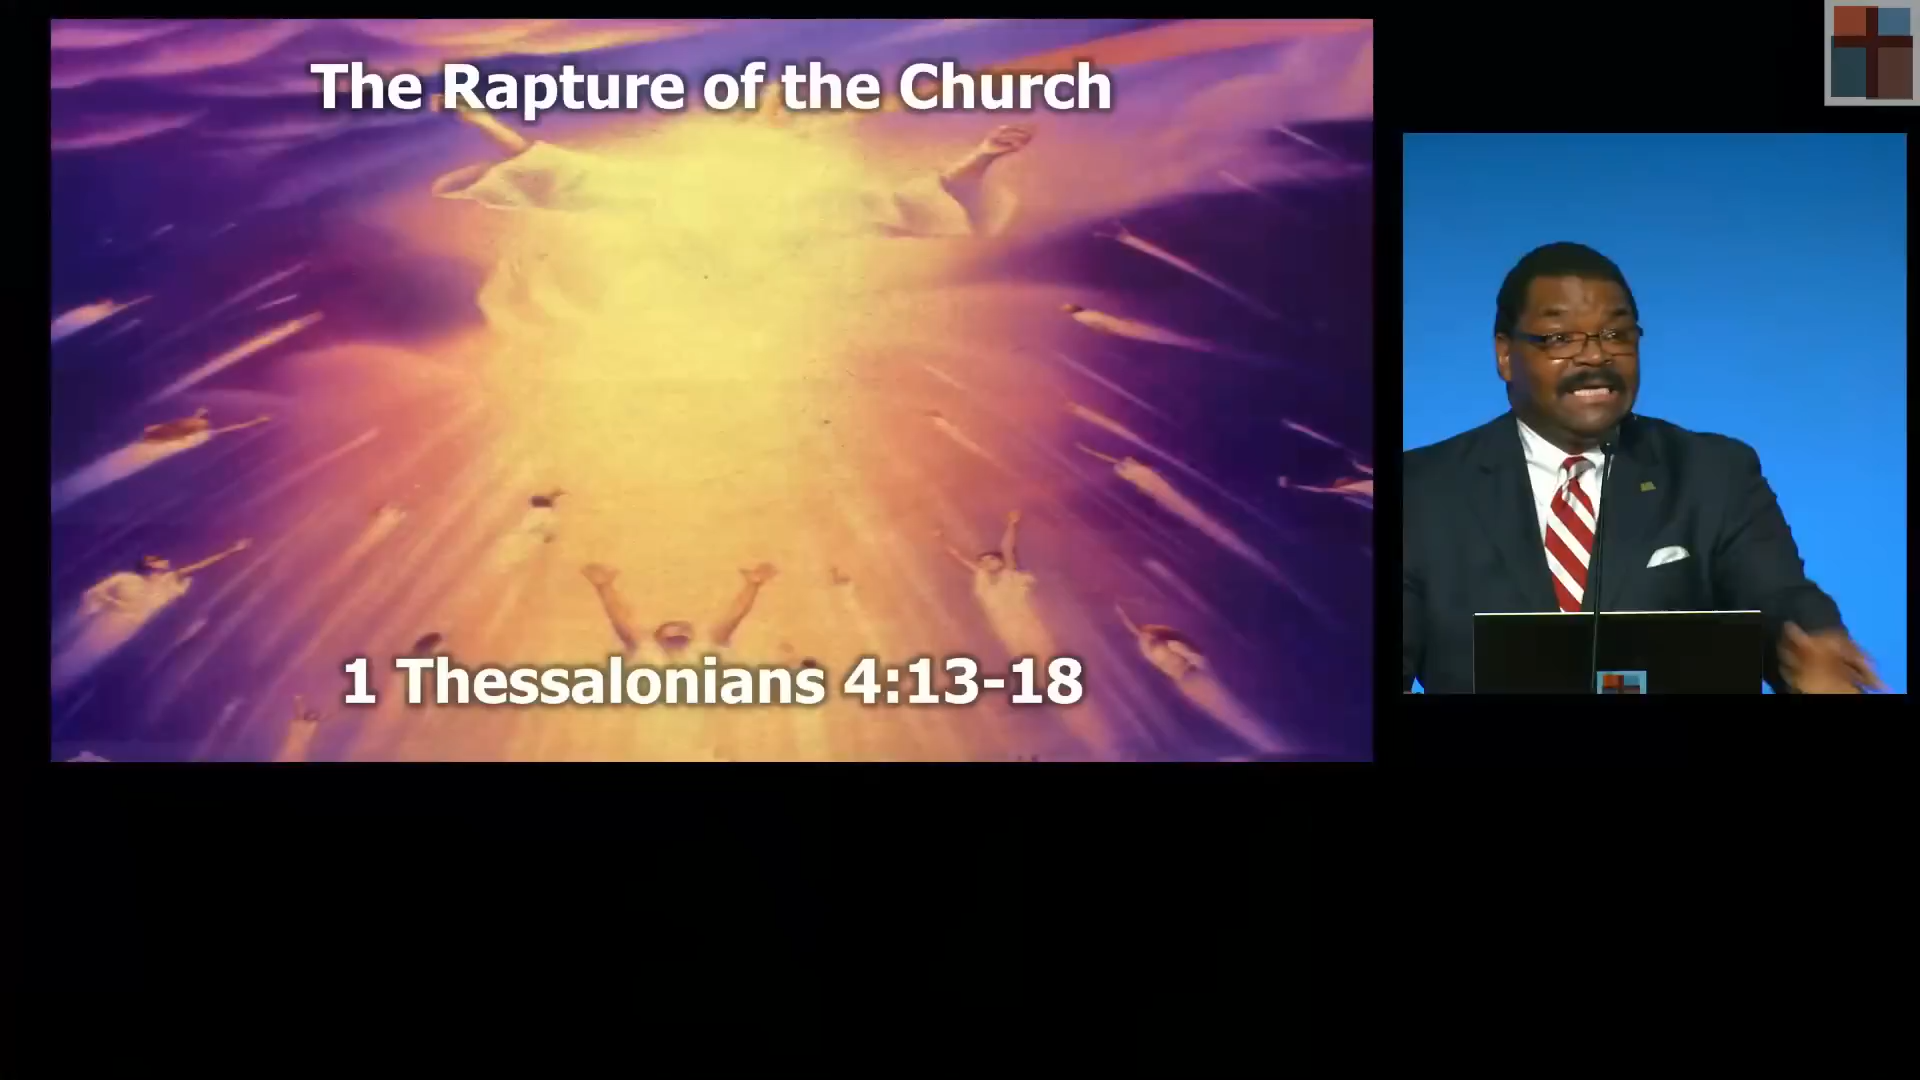 The Rapture of the Church
1 Thessalonians 4:13-18